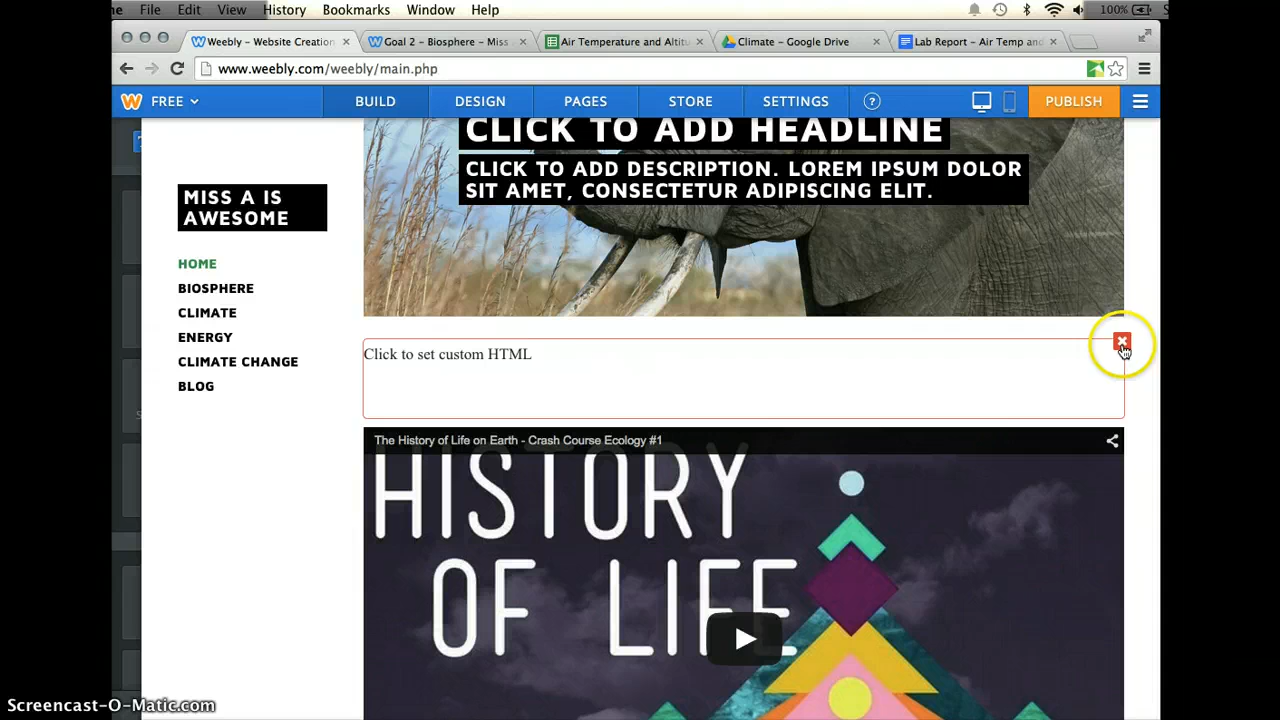 File Edit View History Bookmarks Window Help 100%
Weebly - Website Creation Goal 2 - Biosphere - Miss Air Temperature and Altitu Climate - Google Drive Lab Report - Air Temp and
www.weebly.com/weebly/main.php
W FREE BUILD DESIGN PAGES STORE SETTINGS ? PUBLISH
CLICK TO ADD HEADLINE
CLICK TO ADD DESCRIPTION. LOREM IPSUM DOLOR
SIT AMET, CONSECTETUR ADIPISCING ELIT.
MISS A IS
AWESOME
HOME
BIOSPHERE
CLIMATE
ENERGY
CLIMATE CHANGE
BLOG
Click to set custom HTML
The History of Life on Earth - Crash Course Ecology #1
HISTORY
OF LIFE
Screencast-O-Matic.com